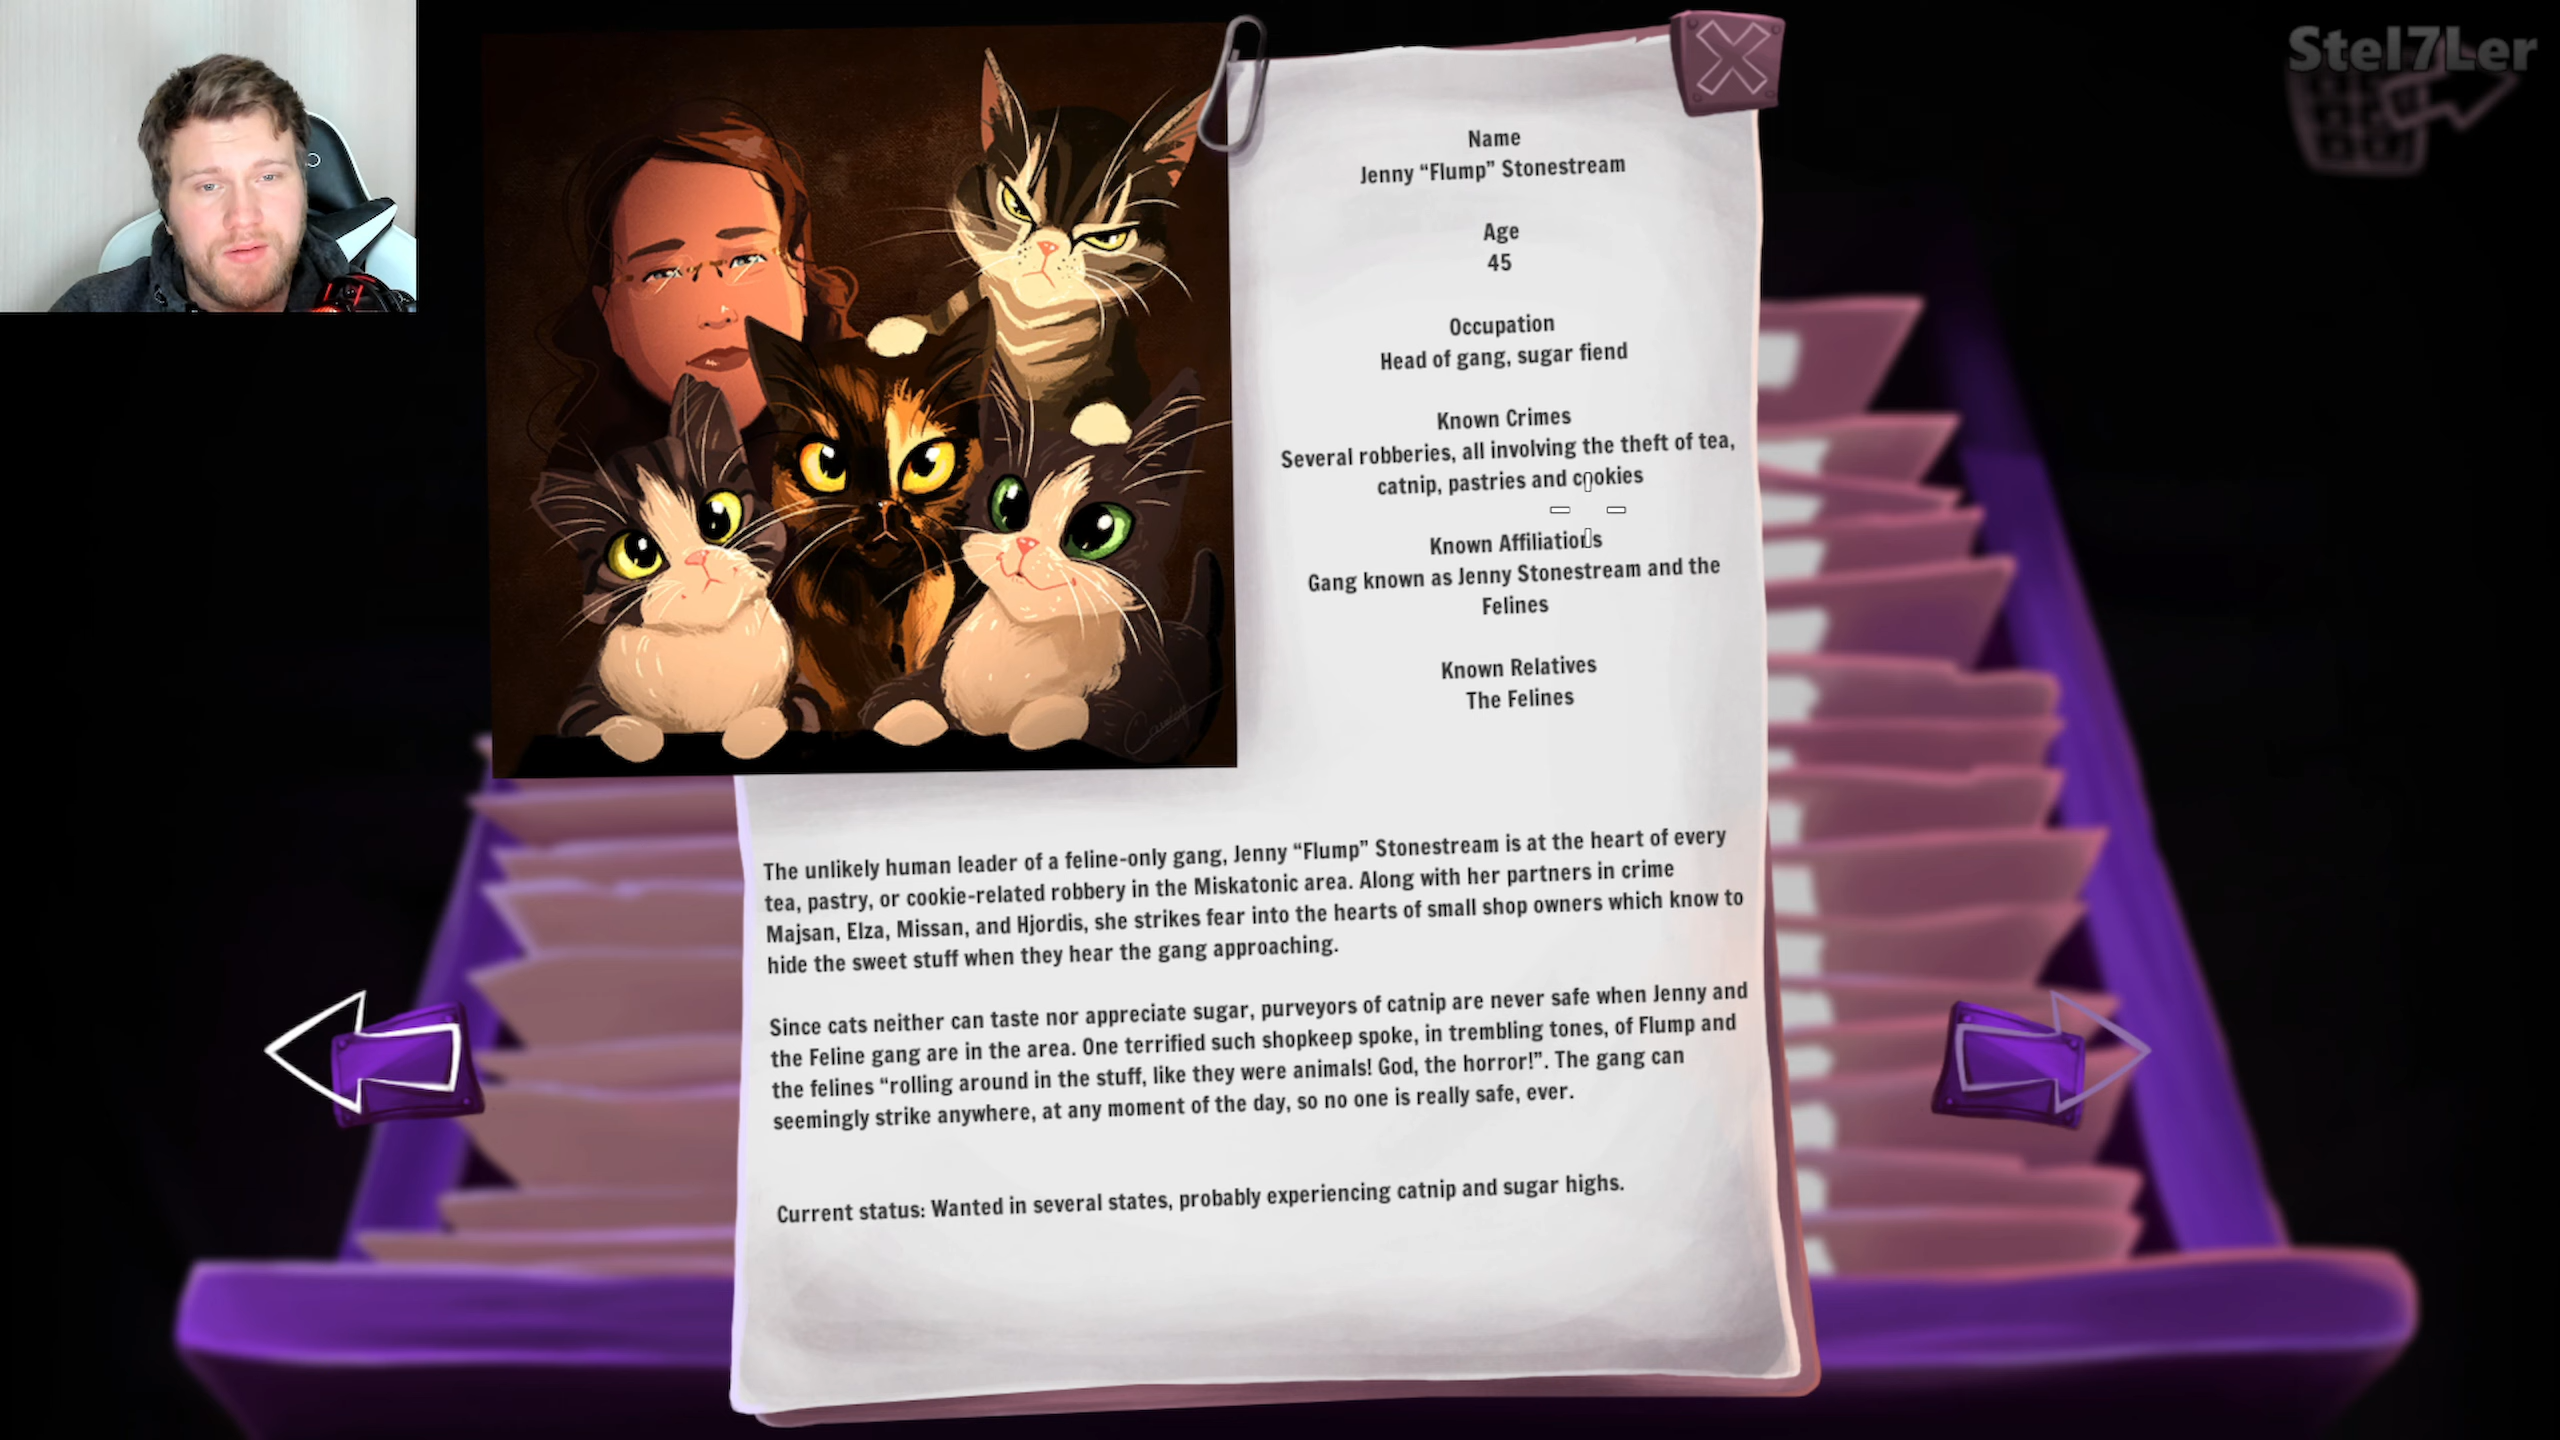 Stel7Ler
Name
Jenny “Flump” Stonestream
Age
45
Occupation
Head of gang, sugar fiend
Known Crimes
Several robberies, all involving the theft of tea,
catnip, pastries and cookies
Known Affiliations
Gang known as Jenny Stonestream and the
Felines
Known Relatives
The Felines
The unlikely human leader of a feline-only gang, Jenny “Flump” Stonestream is at the heart of every
tea, pastry, or cookie-related robbery in the Miskatonic area. Along with her partners in crime
Majsan, Elza, Missan, and Hjordis, she strikes fear into the hearts of small shop owners which know to
hide the sweet stuff when they hear the gang approaching.
Since cats neither can taste nor appreciate sugar, purveyors of catnip are never safe when Jenny and
the Feline gang are in the area. One terrified such shopkeep spoke, in trembling tones, of Flump and
the felines “rolling around in the stuff, like they were animals! God, the horror!”. The gang can
seemingly strike anywhere, at any moment of the day, so no one is really safe, ever.
Current status: Wanted in several states, probably experiencing catnip and sugar highs.